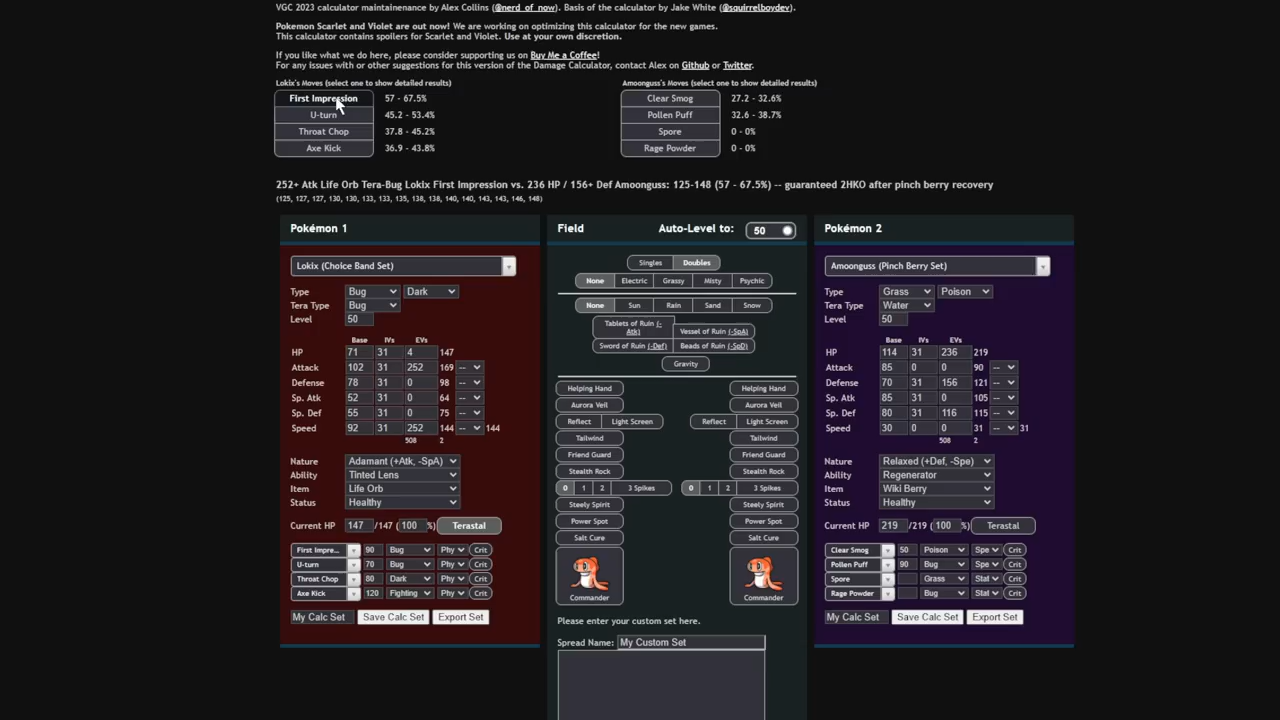 VGC 2023 calculator maintainenance by Alex Collins (@nerd_of_now). Basis of the calculator by Jake White (@squirrelboydev).
Pokemon Scarlet and Violet are out now! We are working on optimizing this calculator for the new games.
This calculator contains spoilers for Scarlet and Violet. Use at your own discretion.
If you like what we do here, please consider supporting us on Buy Me a Coffee!
For any issues with or other suggestions for this version of the Damage Calculator, contact Alex on Github or Twitter.
Lokix's Moves (select one to show detailed results)
First Impression 57 - 67.5%
U-turn 45.2 - 53.4%
Throat Chop 37.8 - 45.2%
Axe Kick 36.9 - 43.8%
Amoonguss's Moves (select one to show detailed results)
Clear Smog 27.2 - 32.6%
Pollen Puff 32.6 - 38.7%
Spore 0 - 0%
Rage Powder 0 - 0%
252+ Atk Life Orb Tera-Bug Lokix First Impression vs. 236 HP / 156+ Def Amoonguss: 125-148 (57 - 67.5%) -- guaranteed 2HKO after pinch berry recovery
(125, 127, 127, 130, 130, 133, 133, 135, 138, 138, 140, 140, 143, 143, 146, 148)
Pokémon 1
Lokix (Choice Band Set)
Type Bug Dark
Tera Type Bug
Level 50
Base IVs EVs
HP 71 31 4 147
Attack 102 31 252 169 --
Defense 78 31 0 98 --
Sp. Atk 52 31 0 64 --
Sp. Def 55 31 0 75 --
Speed 92 31 252 144 -- 144
508 2
Nature Adamant (+Atk, -SpA)
Ability Tinted Lens
Item Life Orb
Status Healthy
Current HP 147 /147 (100 %) Terastal
First Impre... 90 Bug Phy Crit
U-turn 70 Bug Phy Crit
Throat Chop 80 Dark Phy Crit
Axe Kick 120 Fighting Phy Crit
My Calc Set Save Calc Set Export Set
Field Auto-Level to: 50
Singles Doubles
None Electric Grassy Misty Psychic
None Sun Rain Sand Snow
Tablets of Ruin (-Atk) Vessel of Ruin (-SpA)
Sword of Ruin (-Def) Beads of Ruin (-SpD)
Gravity
Helping Hand Helping Hand
Aurora Veil Aurora Veil
Reflect Light Screen Reflect Light Screen
Tailwind Tailwind
Friend Guard Friend Guard
Stealth Rock Stealth Rock
0 1 2 3 Spikes 0 1 2 3 Spikes
Steely Spirit Steely Spirit
Power Spot Power Spot
Salt Cure Salt Cure
Commander Commander
Please enter your custom set here.
Spread Name: My Custom Set
Pokémon 2
Amoonguss (Pinch Berry Set)
Type Grass Poison
Tera Type Water
Level 50
Base IVs EVs
HP 114 31 236 219
Attack 85 0 0 90 --
Defense 70 31 156 121 --
Sp. Atk 85 31 0 105 --
Sp. Def 80 31 116 115 --
Speed 30 0 0 31 -- 31
508 2
Nature Relaxed (+Def, -Spe)
Ability Regenerator
Item Wiki Berry
Status Healthy
Current HP 219 /219 (100 %) Terastal
Clear Smog 50 Poison Spe Crit
Pollen Puff 90 Bug Spe Crit
Spore Grass Stat Crit
Rage Powder Bug Stat Crit
My Calc Set Save Calc Set Export Set